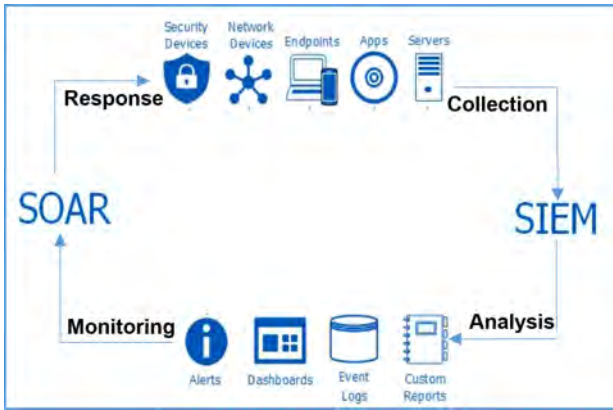 Security Devices
Network Devices
Endpoints
Apps
Servers
Response
Collection
SOAR
SIEM
Monitoring
Analysis
Alerts
Dashboards
Event Logs
Custom Reports